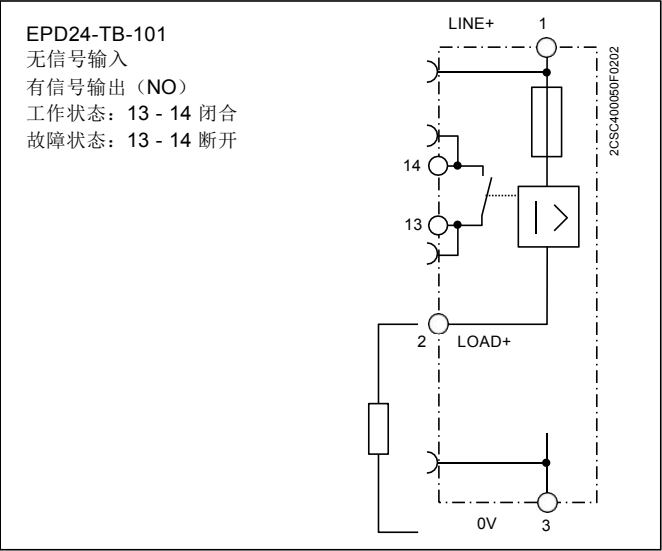 EPD24-TB-101
无信号输入
有信号输出（NO）
工作状态：13 - 14 闭合
故障状态：13 - 14 断开
LINE+
1
2CSC400050F0202
14
13
I >
2
LOAD+
0V
3